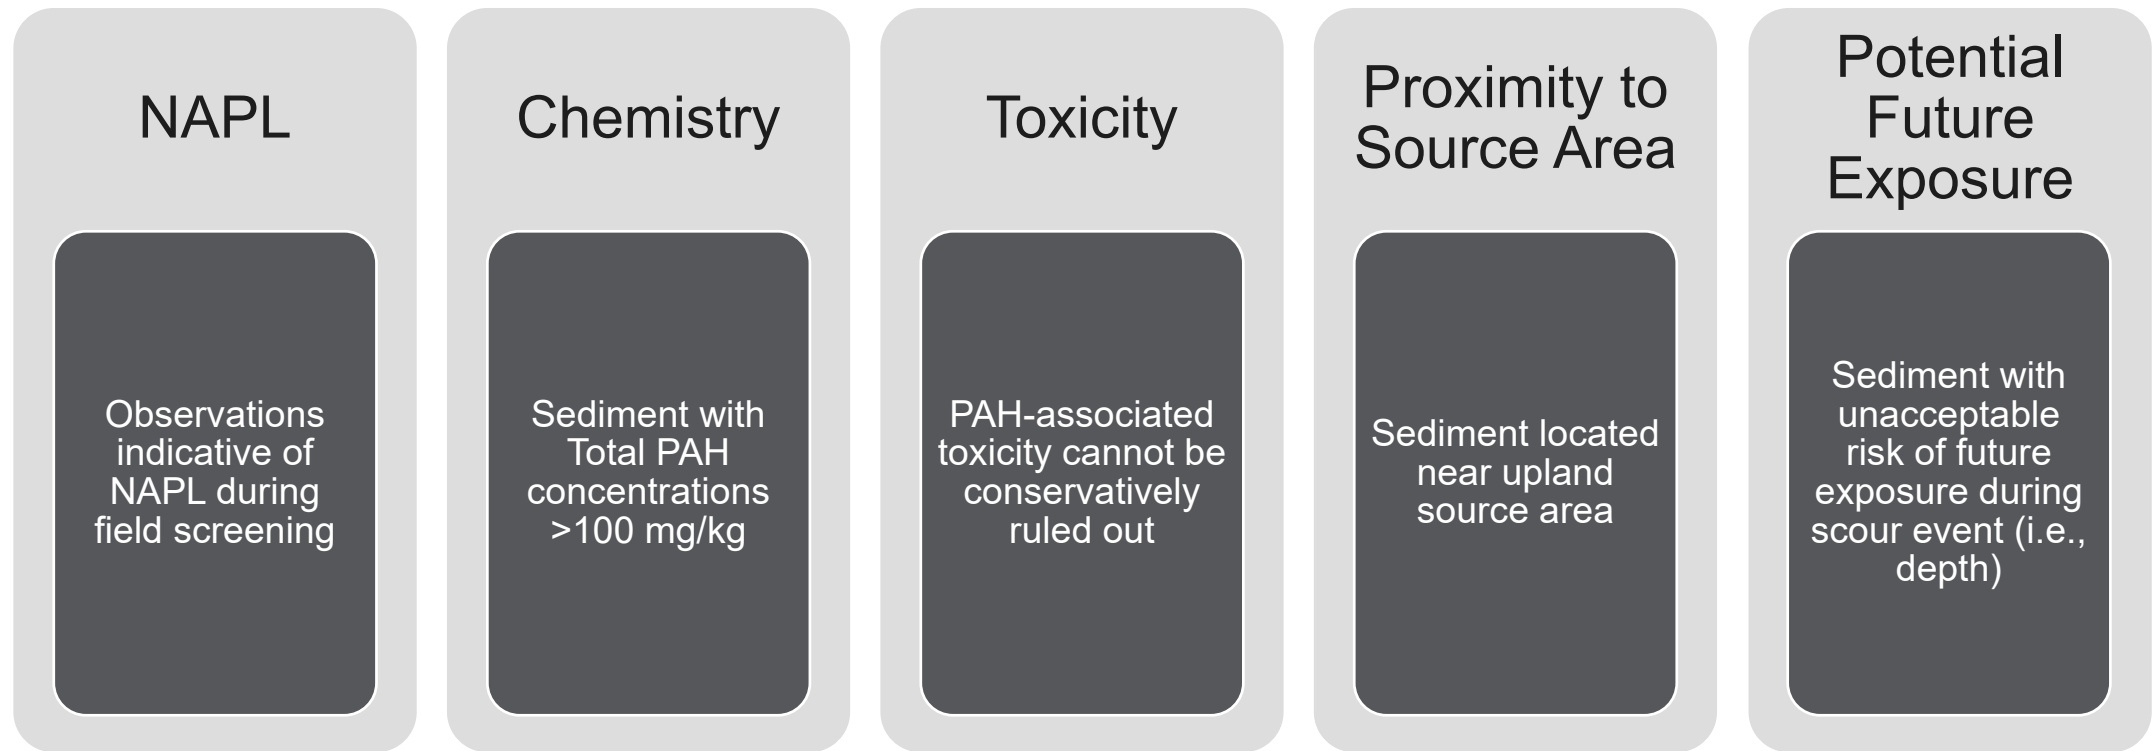 NAPL
Observations
indicative of
NAPL during
field screening
Chemistry
Sediment with
Total PAH
concentrations
>100 mg/kg
Toxicity
PAH-associated
toxicity cannot be
conservatively
ruled out
Proximity to
Source Area
Sediment located
near upland
source area
Potential
Future
Exposure
Sediment with
unacceptable
risk of future
exposure during
scour event (i.e.,
depth)